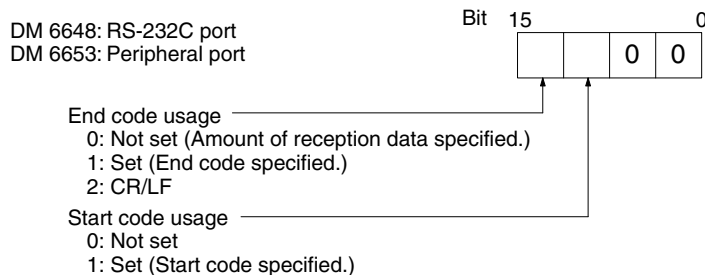 DM 6648: RS-232C port
DM 6653: Peripheral port
Bit 15 0
0 0
End code usage
0: Not set (Amount of reception data specified.)
1: Set (End code specified.)
2: CR/LF
Start code usage
0: Not set
1: Set (Start code specified.)